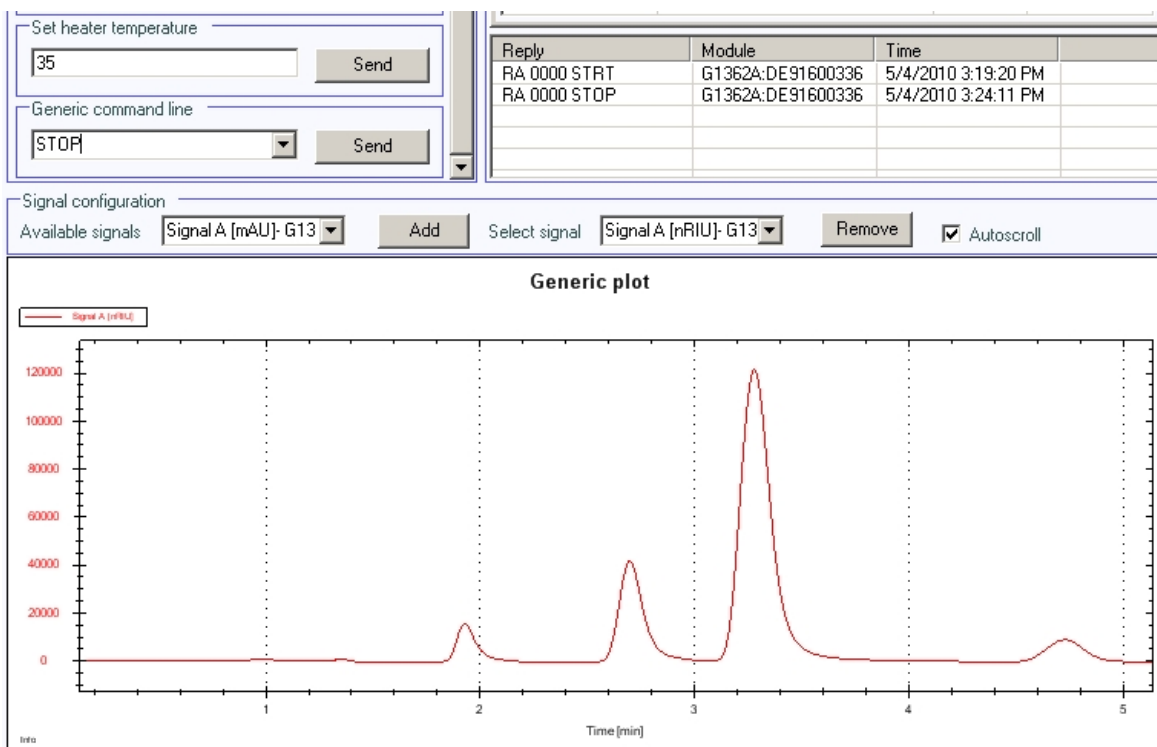 Set heater temperature
35
Send
Generic command line
STOP
Send
Reply Module Time
RA 0000 STRT G1362A:DE91600336 5/4/2010 3:19:20 PM
RA 0000 STOP G1362A:DE91600336 5/4/2010 3:24:11 PM
Signal configuration
Available signals Signal A [mAU]- G13 Add Select signal Signal A [nRIU]- G13 Remove Autoscroll
Generic plot
Signal A [nRIU]
120000
100000
80000
60000
40000
20000
0
1 2 3 4 5
Time [min]
Info